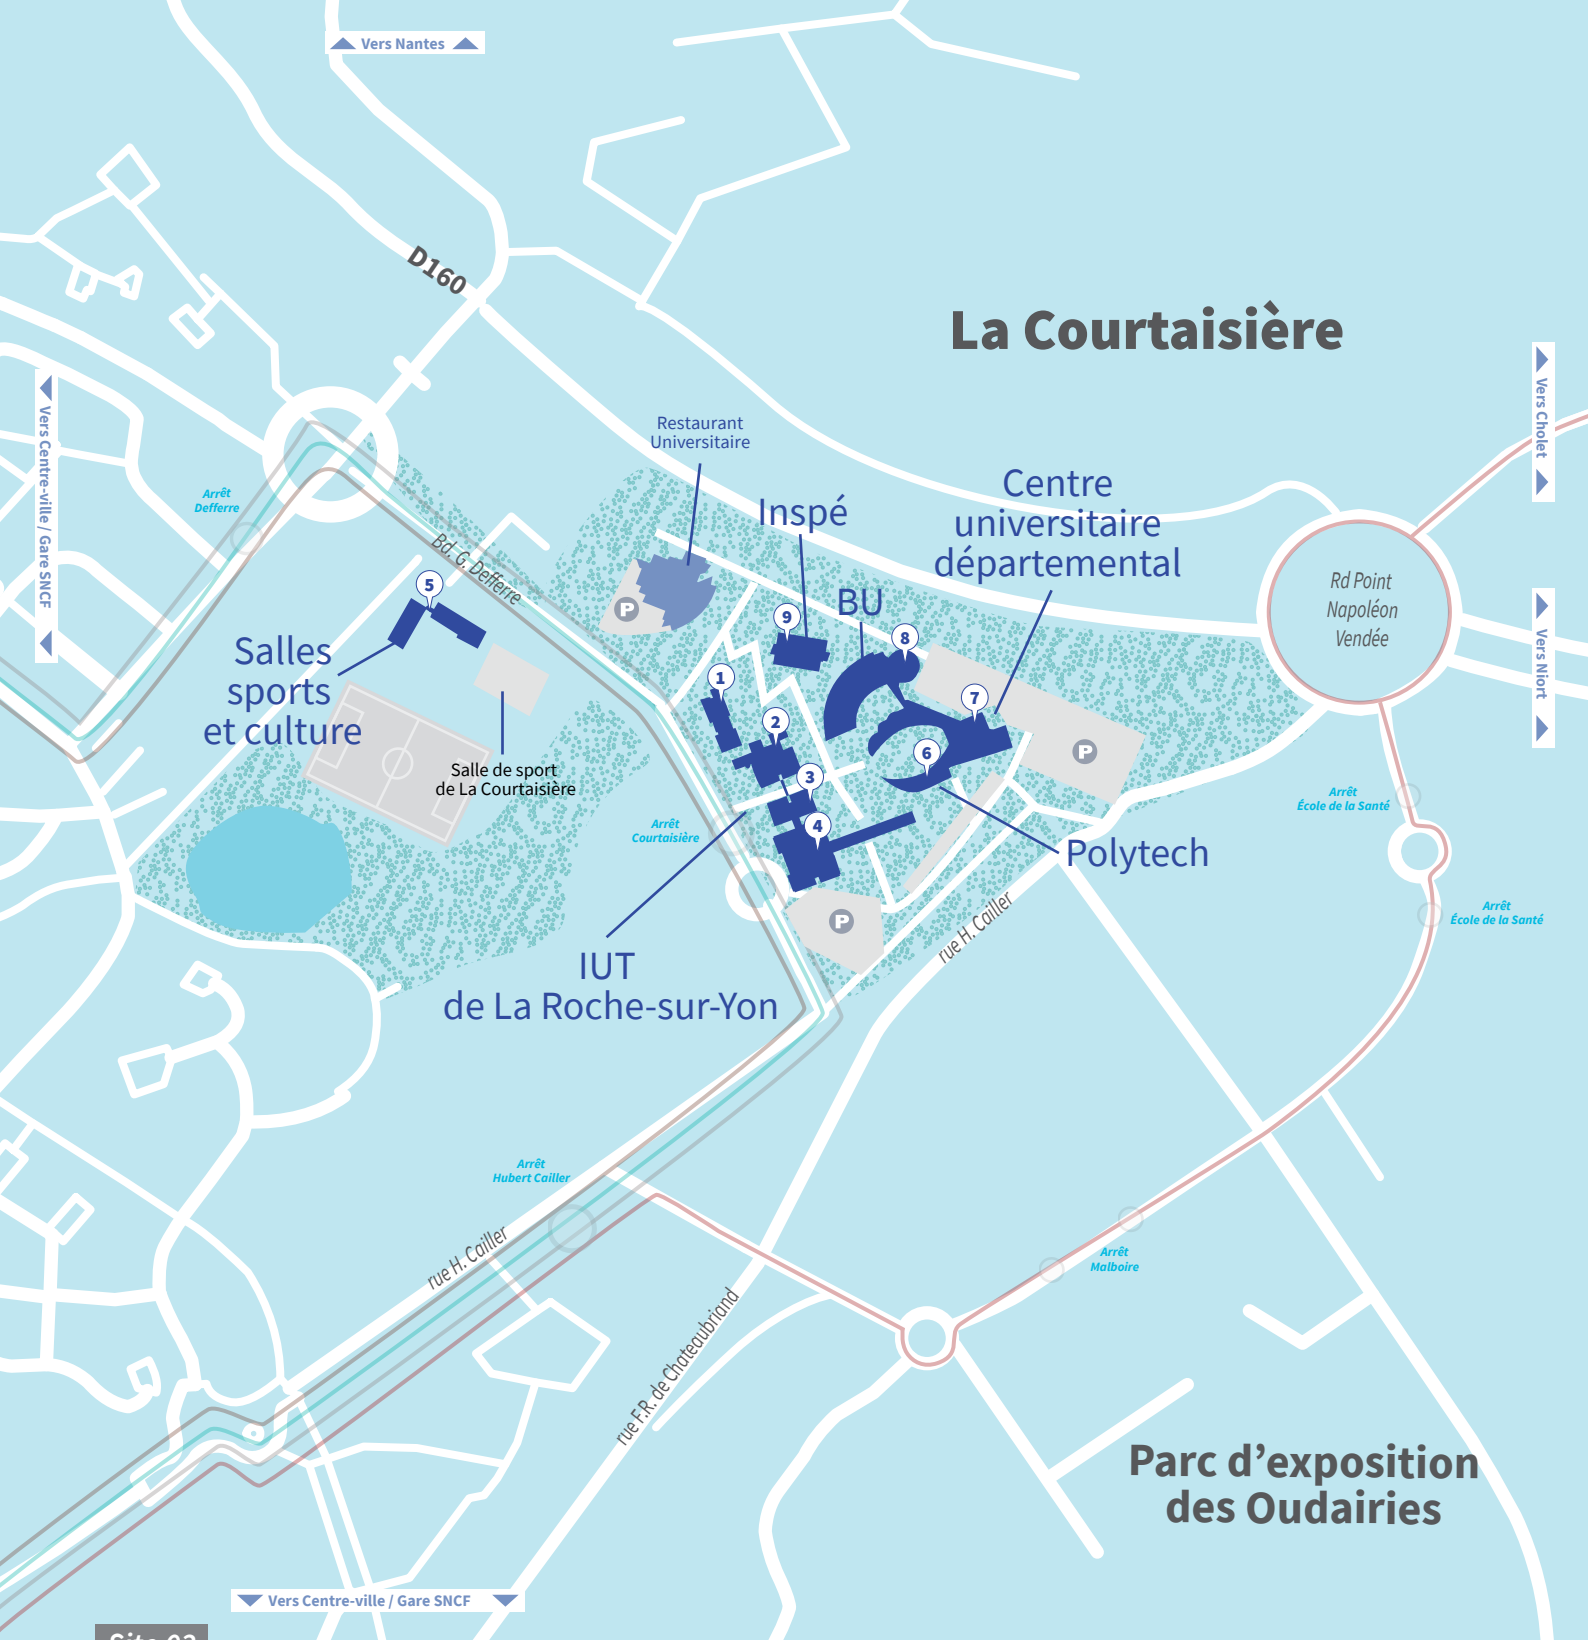 Vers Nantes
D160
La Courtaisière
Vers Cholet
Vers Centre-ville / Gare SNCF
Restaurant
Universitaire
Arrêt
Defferre
Inspé
Centre
universitaire
départemental
Bd. G. Defferre
Rd Point
Napoléon
Vendée
5
P
9
BU
8
Vers Niort
Salles
sports
et culture
1
2
7
6
P
Salle de sport
de La Courtaisière
3
4
Arrêt
Courtaisière
Arrêt
École de la Santé
Polytech
P
rue H. Cailler
Arrêt
École de la Santé
IUT
de La Roche-sur-Yon
Arrêt
Hubert Cailler
rue H. Cailler
Arrêt
Malboire
rue F.R. de Chateaubriand
Parc d’exposition
des Oudairies
Vers Centre-ville / Gare SNCF